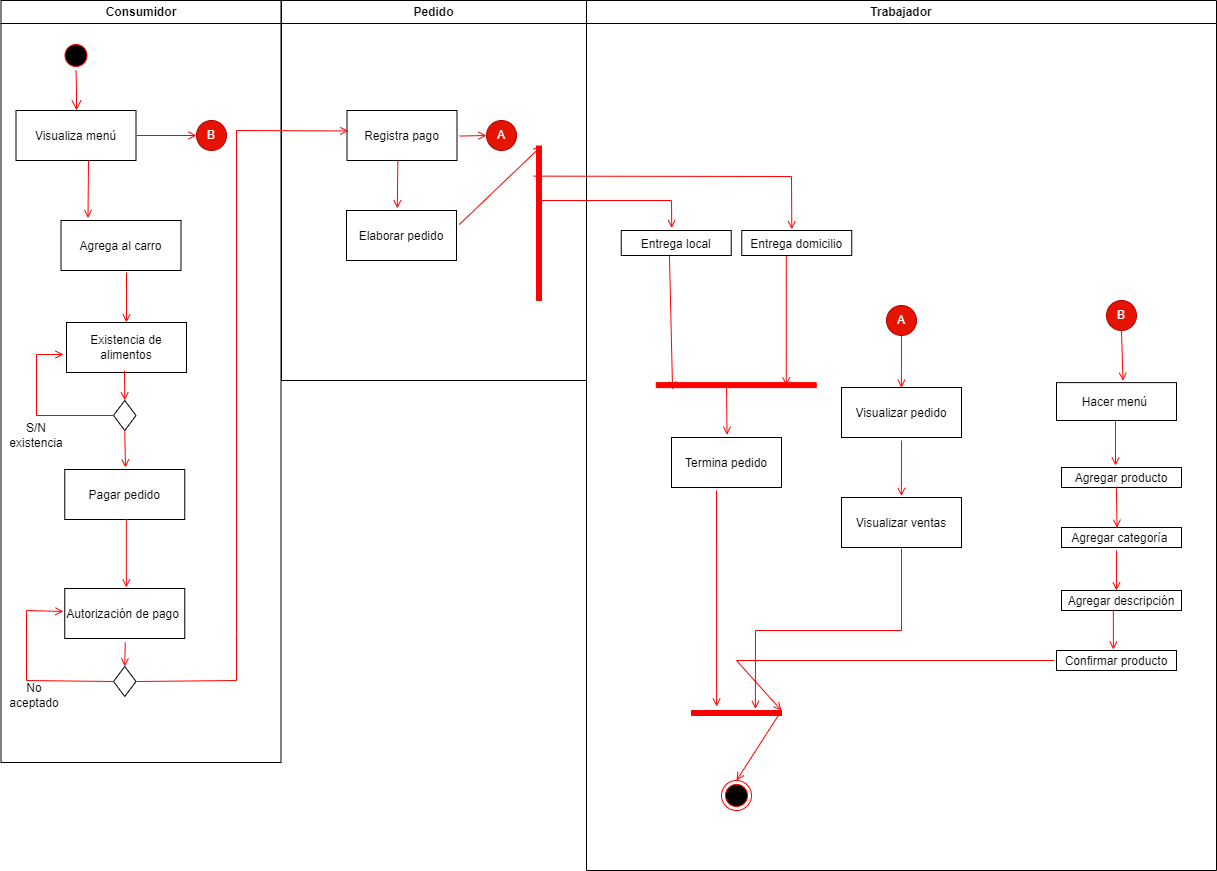 Consumidor
Pedido
Trabajador
Visualiza menú
B
Registra pago
A
Agrega al carro
Elaborar pedido
Entrega local
Entrega domicilio
Existencia de
alimentos
A
B
S/N
existencia
Visualizar pedido
Hacer menú
Termina pedido
Agregar producto
Pagar pedido
Visualizar ventas
Agregar categoría
Autorización de pago
Agregar descripción
Confirmar producto
No
aceptado